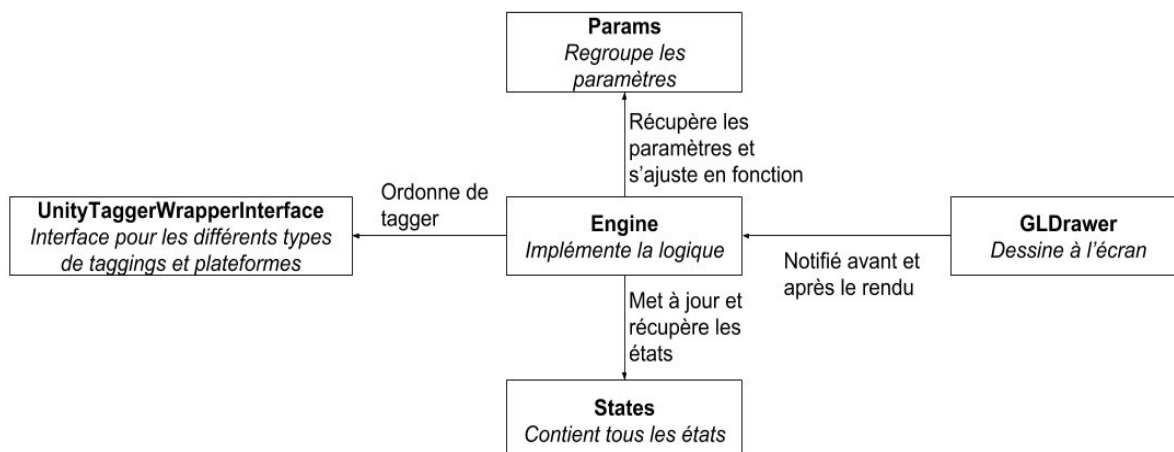 Params
Regroupe les
paramètres
Récupère les
paramètres et
s'ajuste en fonction
Ordonne de
tagger
UnityTaggerWrapperInterface
Interface pour les différents types
de taggings et plateformes
Engine
Implémente la logique
GLDrawer
Dessine à l'écran
Notifié avant et
après le rendu
Met à jour et
récupère les
états
States
Contient tous les états